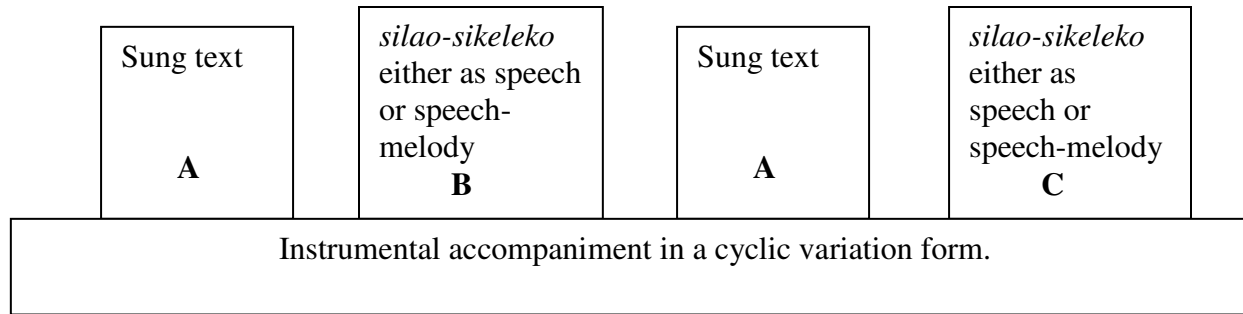 Sung text
A
silao-sikeleko
either as speech
or speech-
melody
B
Sung text
A
silao-sikeleko
either as
speech or
speech-melody
C
Instrumental accompaniment in a cyclic variation form.